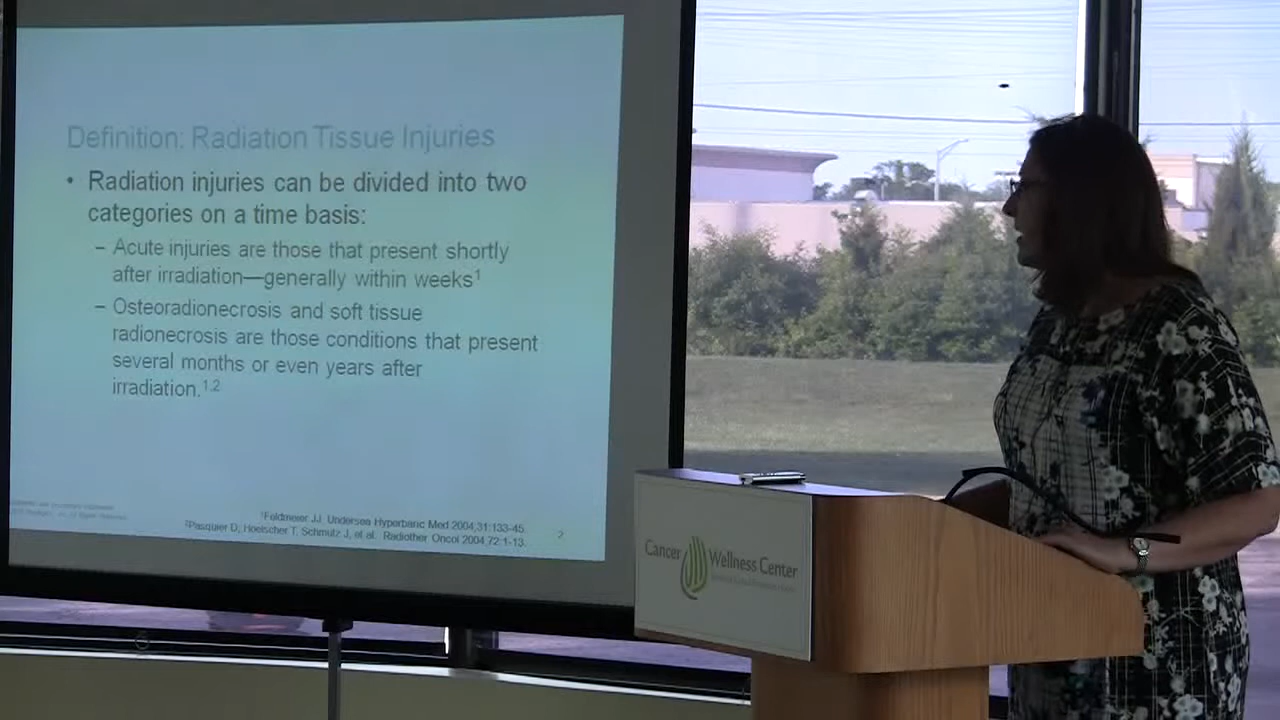 Definition: Radiation Tissue Injuries
• Radiation injuries can be divided into two
categories on a time basis:
– Acute injuries are those that present shortly
after irradiation—generally within weeks¹
– Osteoradionecrosis and soft tissue
radionecrosis are those conditions that present
several months or even years after
irradiation.¹,²
¹Feldmeier JJ. Undersea Hyperbaric Med 2004;31:133-45.
²Pasquier D, Hoelscher T, Schmutz J, et al. Radiother Oncol 2004;72:1-13.
2
Cancer Wellness Center